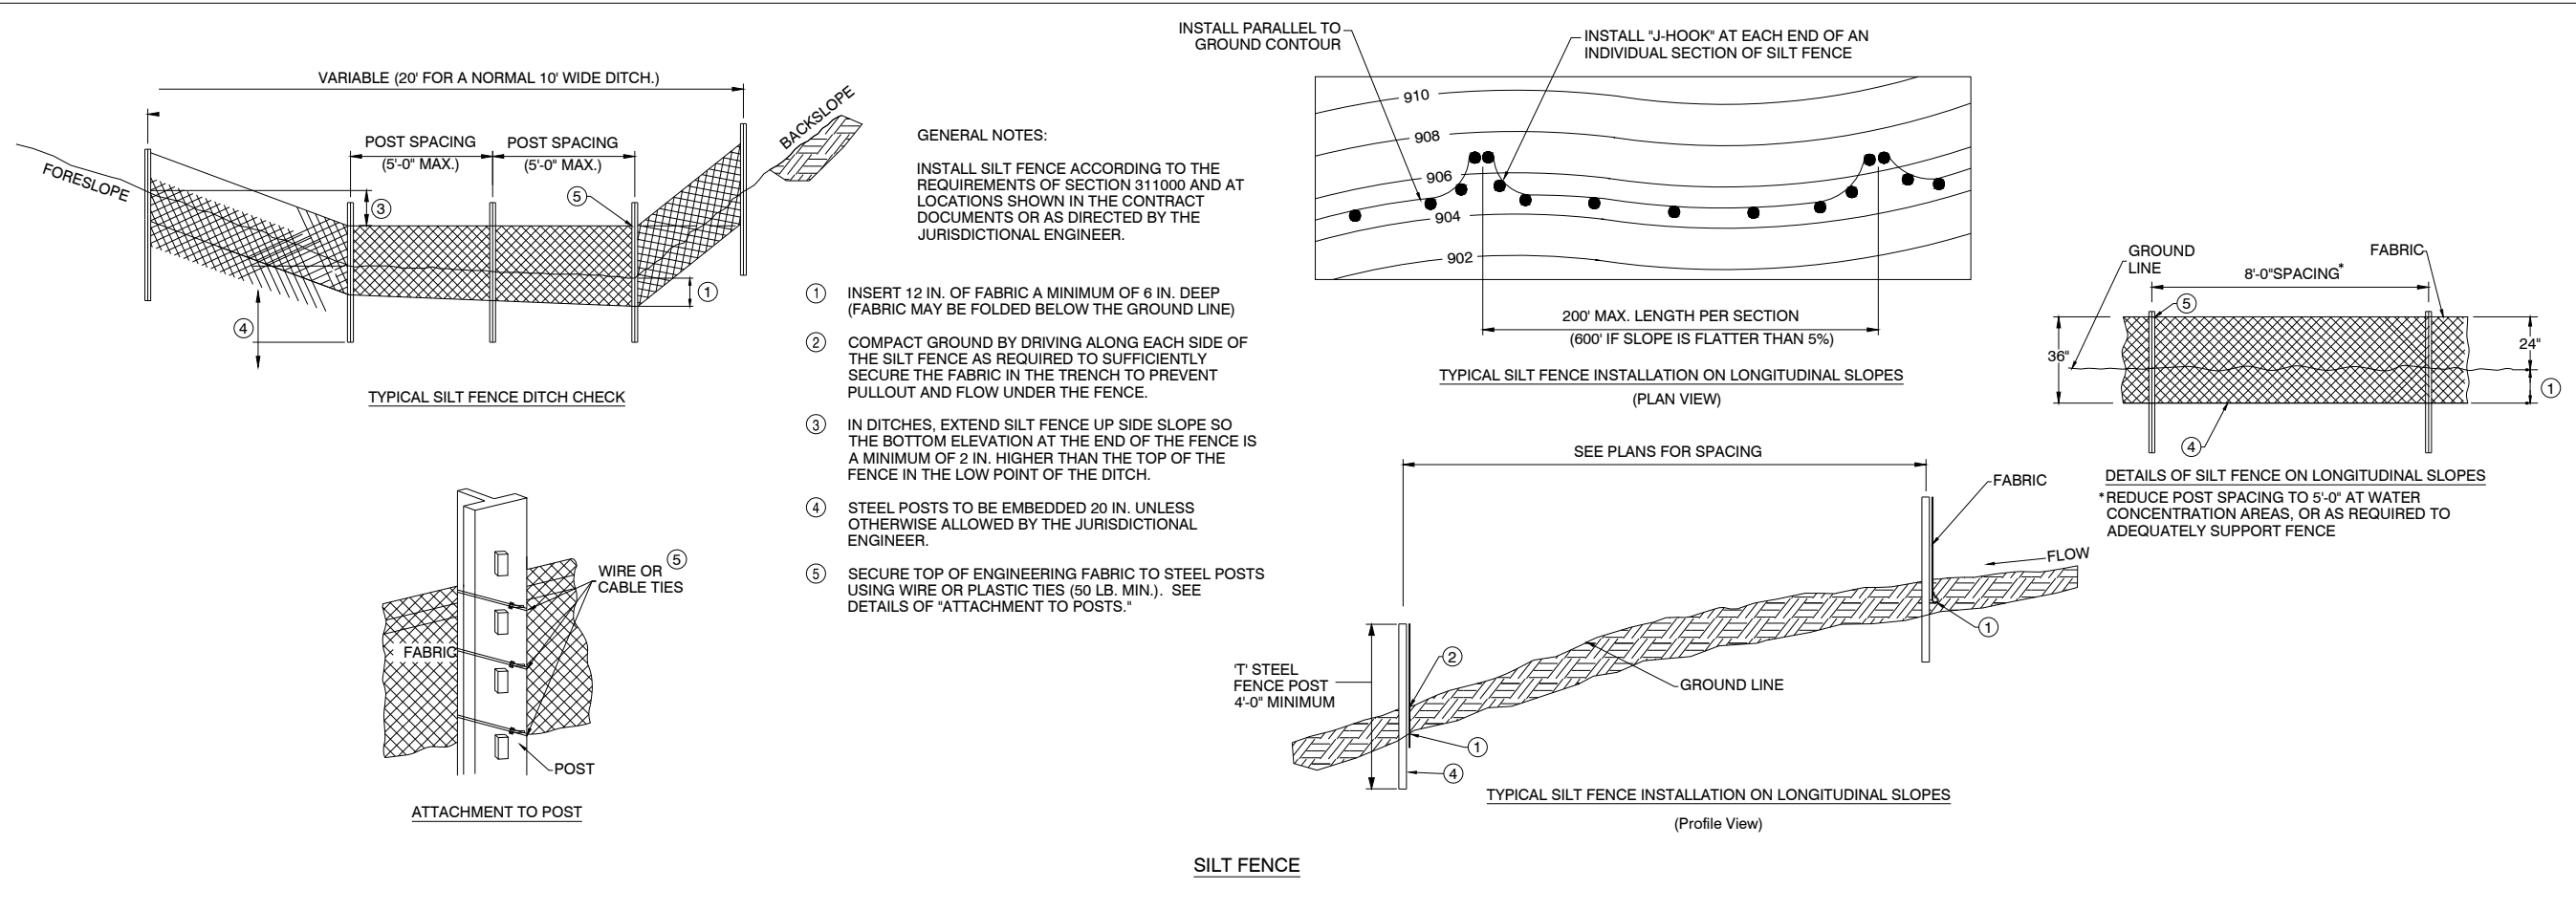 VARIABLE (20' FOR A NORMAL 10' WIDE DITCH.)
POST SPACING
(5'-0" MAX.)
POST SPACING
(5'-0" MAX.)
FORESLOPE
BACKSLOPE
3
5
1
4
TYPICAL SILT FENCE DITCH CHECK
WIRE OR
CABLE TIES
5
FABRIC
POST
ATTACHMENT TO POST
GENERAL NOTES:
INSTALL SILT FENCE ACCORDING TO THE
REQUIREMENTS OF SECTION 311000 AND AT
LOCATIONS SHOWN IN THE CONTRACT
DOCUMENTS OR AS DIRECTED BY THE
JURISDICTIONAL ENGINEER.
1 INSERT 12 IN. OF FABRIC A MINIMUM OF 6 IN. DEEP
(FABRIC MAY BE FOLDED BELOW THE GROUND LINE)
2 COMPACT GROUND BY DRIVING ALONG EACH SIDE OF
THE SILT FENCE AS REQUIRED TO SUFFICIENTLY
SECURE THE FABRIC IN THE TRENCH TO PREVENT
PULLOUT AND FLOW UNDER THE FENCE.
3 IN DITCHES, EXTEND SILT FENCE UP SIDE SLOPE SO
THE BOTTOM ELEVATION AT THE END OF THE FENCE IS
A MINIMUM OF 2 IN. HIGHER THAN THE TOP OF THE
FENCE IN THE LOW POINT OF THE DITCH.
4 STEEL POSTS TO BE EMBEDDED 20 IN. UNLESS
OTHERWISE ALLOWED BY THE JURISDICTIONAL
ENGINEER.
5 SECURE TOP OF ENGINEERING FABRIC TO STEEL POSTS
USING WIRE OR PLASTIC TIES (50 LB. MIN.). SEE
DETAILS OF "ATTACHMENT TO POSTS."
INSTALL PARALLEL TO
GROUND CONTOUR
INSTALL "J-HOOK" AT EACH END OF AN
INDIVIDUAL SECTION OF SILT FENCE
910
908
906
904
902
200' MAX. LENGTH PER SECTION
(600' IF SLOPE IS FLATTER THAN 5%)
TYPICAL SILT FENCE INSTALLATION ON LONGITUDINAL SLOPES
(PLAN VIEW)
GROUND
LINE
FABRIC
8'-0"SPACING*
5
36"
24"
1
4
DETAILS OF SILT FENCE ON LONGITUDINAL SLOPES
*REDUCE POST SPACING TO 5'-0" AT WATER
CONCENTRATION AREAS, OR AS REQUIRED TO
ADEQUATELY SUPPORT FENCE
SEE PLANS FOR SPACING
FABRIC
FLOW
1
2
'T' STEEL
FENCE POST
4'-0" MINIMUM
GROUND LINE
1
4
TYPICAL SILT FENCE INSTALLATION ON LONGITUDINAL SLOPES
(Profile View)
SILT FENCE